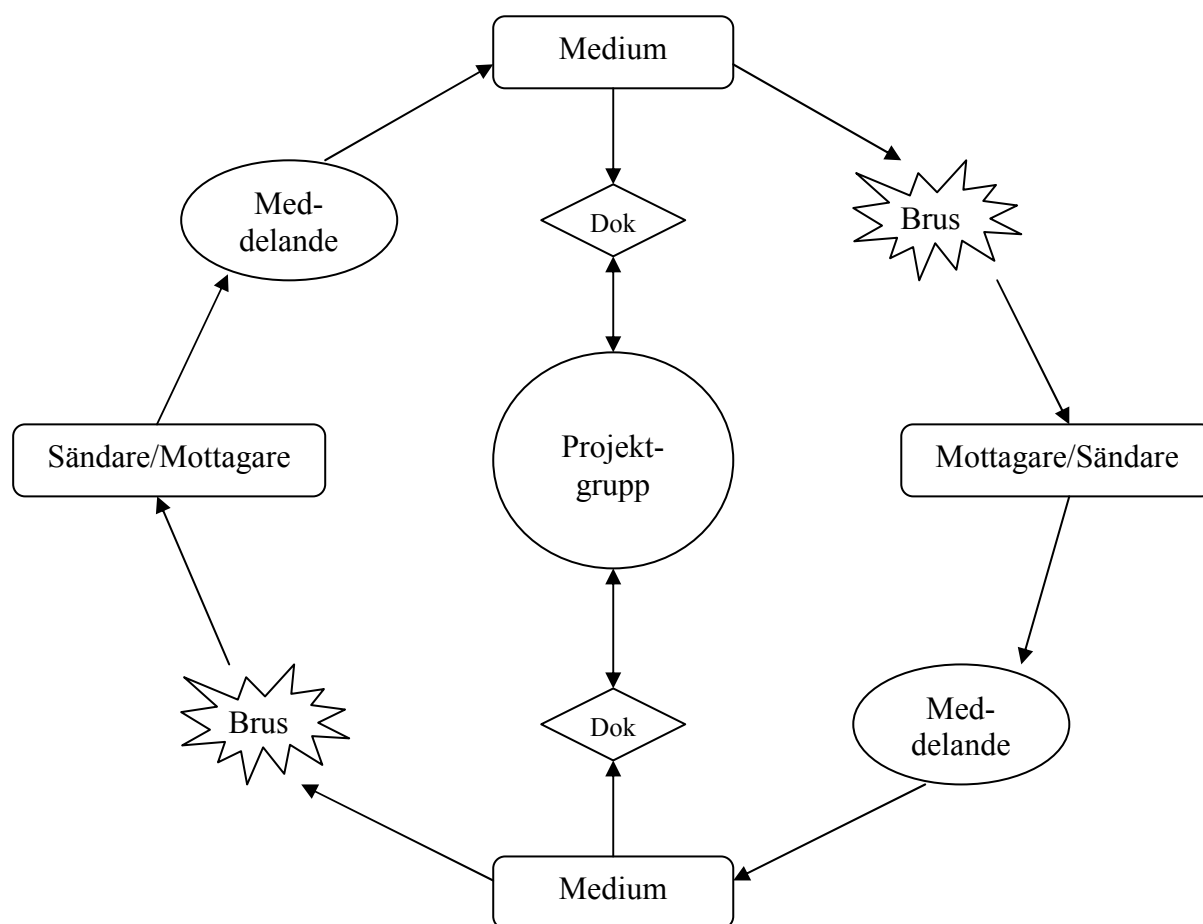 Medium
Med-
delande
Dok
Brus
Sändare/Mottagare
Projekt-
grupp
Mottagare/Sändare
Brus
Dok
Med-
delande
Medium